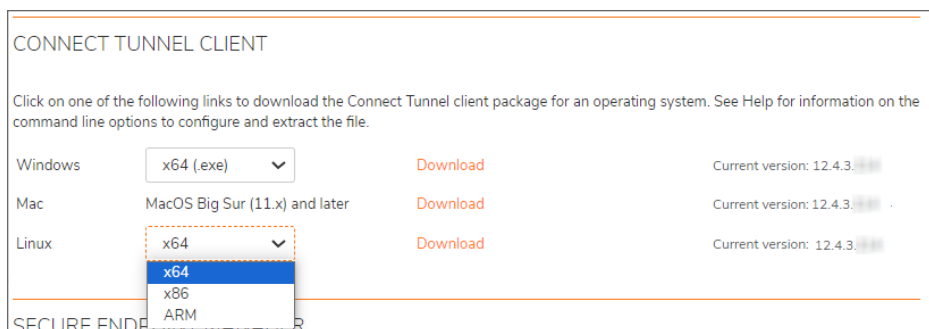 CONNECT TUNNEL CLIENT
Click on one of the following links to download the Connect Tunnel client package for an operating system. See Help for information on the
command line options to configure and extract the file.
Windows x64 (.exe) Download Current version: 12.4.3.
Mac MacOS Big Sur (11.x) and later Download Current version: 12.4.3.
Linux x64 Download Current version: 12.4.3.
x64
x86
ARM
SECURE